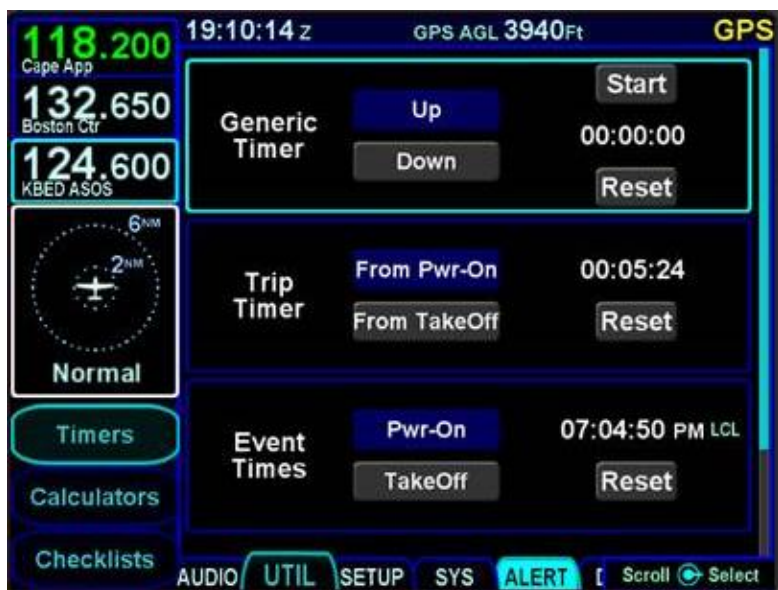 118.200
Cape App
132.650
Boston Ctr
124.600
KBED ASOS
6NM
2NM
Normal
Timers
Calculators
Checklists
19:10:14 Z
GPS AGL 3940Ft
GPS
Generic
Timer
Up
Down
Start
00:00:00
Reset
Trip
Timer
From Pwr-On
From TakeOff
00:05:24
Reset
Event
Times
Pwr-On
TakeOff
07:04:50 PM LCL
Reset
AUDIO UTIL SETUP SYS ALERT
Scroll Select